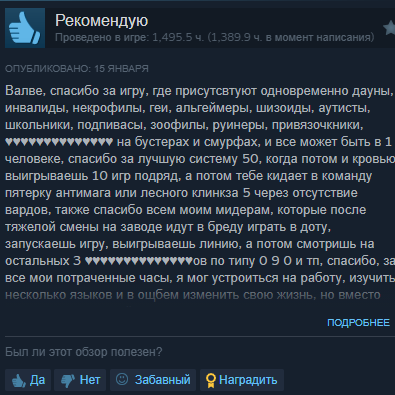 Рекомендую
Проведено в игре: 1,495.5 ч. (1,389.9 ч. в момент написания)
ОПУБЛИКОВАНО: 15 ЯНВАРЯ
Валве, спасибо за игру, где присутсвтуют одновременно дауны,
инвалиды, некрофилы, геи, альгеймеры, шизоиды, аутисты,
школьники, подпивасы, зоофилы, руинеры, привязочкники,
♥♥♥♥♥♥♥♥♥♥♥♥♥♥ на бустерах и смурфах, и все может быть в 1
человеке, спасибо за лучшую систему 50, когда потом и кровью
выигрываешь 10 игр подряд, а потом тебе кидает в команду
пятерку антимага или лесного клинкза 5 через отсутствие
вардов, также спасибо всем моим мидерам, которые после
тяжелой смены на заводе идут в бреду играть в доту,
запускаешь игру, выигрываешь линию, а потом смотришь на
остальных 3 ♥♥♥♥♥♥♥♥♥♥♥♥♥♥ов по типу 0 9 0 и тп, спасибо, за
все мои потраченные часы, я мог устроиться на работу, изучить
несколько языков и в ощбем изменить свою жизнь, но вместо
ПОДРОБНЕЕ
Был ли этот обзор полезен?
Да Нет Забавный Наградить